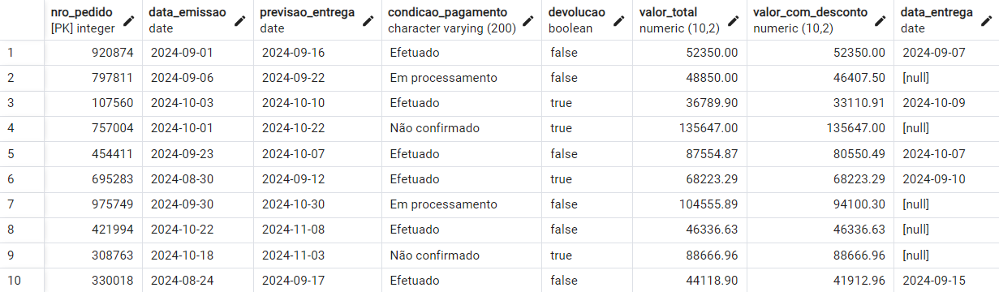 nro_pedido data_emissao previsao_entrega condicao_pagamento devolucao valor_total valor_com_desconto data_entrega
[PK] integer date date character varying (200) boolean numeric (10,2) numeric (10,2) date
1 920874 2024-09-01 2024-09-16 Efetuado false 52350.00 52350.00 2024-09-07
2 797811 2024-09-06 2024-09-22 Em processamento false 48850.00 46407.50 [null]
3 107560 2024-10-03 2024-10-10 Efetuado true 36789.90 33110.91 2024-10-09
4 757004 2024-10-01 2024-10-22 Não confirmado true 135647.00 135647.00 [null]
5 454411 2024-09-23 2024-10-07 Efetuado false 87554.87 80550.49 2024-10-07
6 695283 2024-08-30 2024-09-12 Efetuado true 68223.29 68223.29 2024-09-10
7 975749 2024-09-30 2024-10-30 Em processamento false 104555.89 94100.30 [null]
8 421994 2024-10-22 2024-11-08 Efetuado false 46336.63 46336.63 [null]
9 308763 2024-10-18 2024-11-03 Não confirmado true 88666.96 88666.96 [null]
10 330018 2024-08-24 2024-09-17 Efetuado false 44118.90 41912.96 2024-09-15